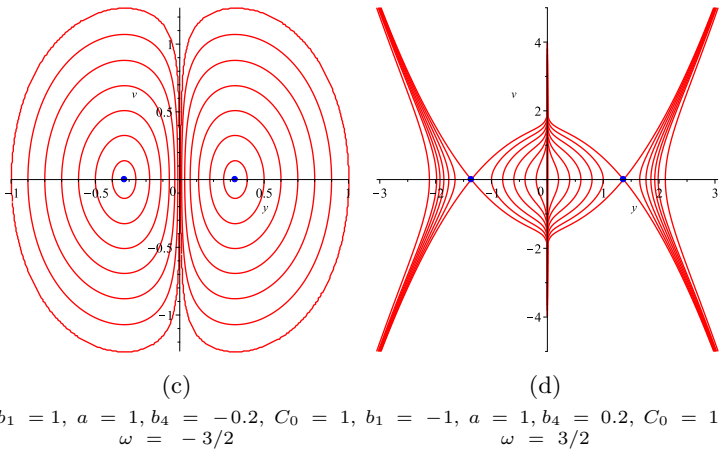 1
v
0.5
-1
-0.5
0
0.5
1
y
-0.5
-1
4
v
2
-3
-2
-1
0
1
2
3
y
-2
-4
(c)
(d)
b₁ = 1, a = 1, b₄ = −0.2, C₀ = 1, b₁ = −1, a = 1, b₄ = 0.2, C₀ = 1
ω = − 3/2
ω = 3/2